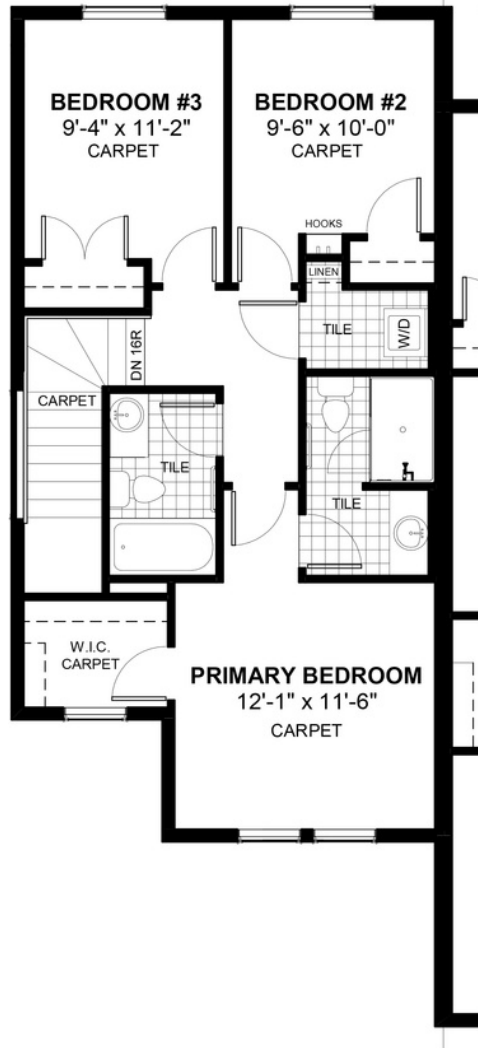 BEDROOM #3
9'-4" x 11'-2"
CARPET
BEDROOM #2
9'-6" x 10'-0"
CARPET
HOOKS
LINEN
TILE
W/D
DN 16R
CARPET
TILE
TILE
W.I.C.
CARPET
PRIMARY BEDROOM
12'-1" x 11'-6"
CARPET